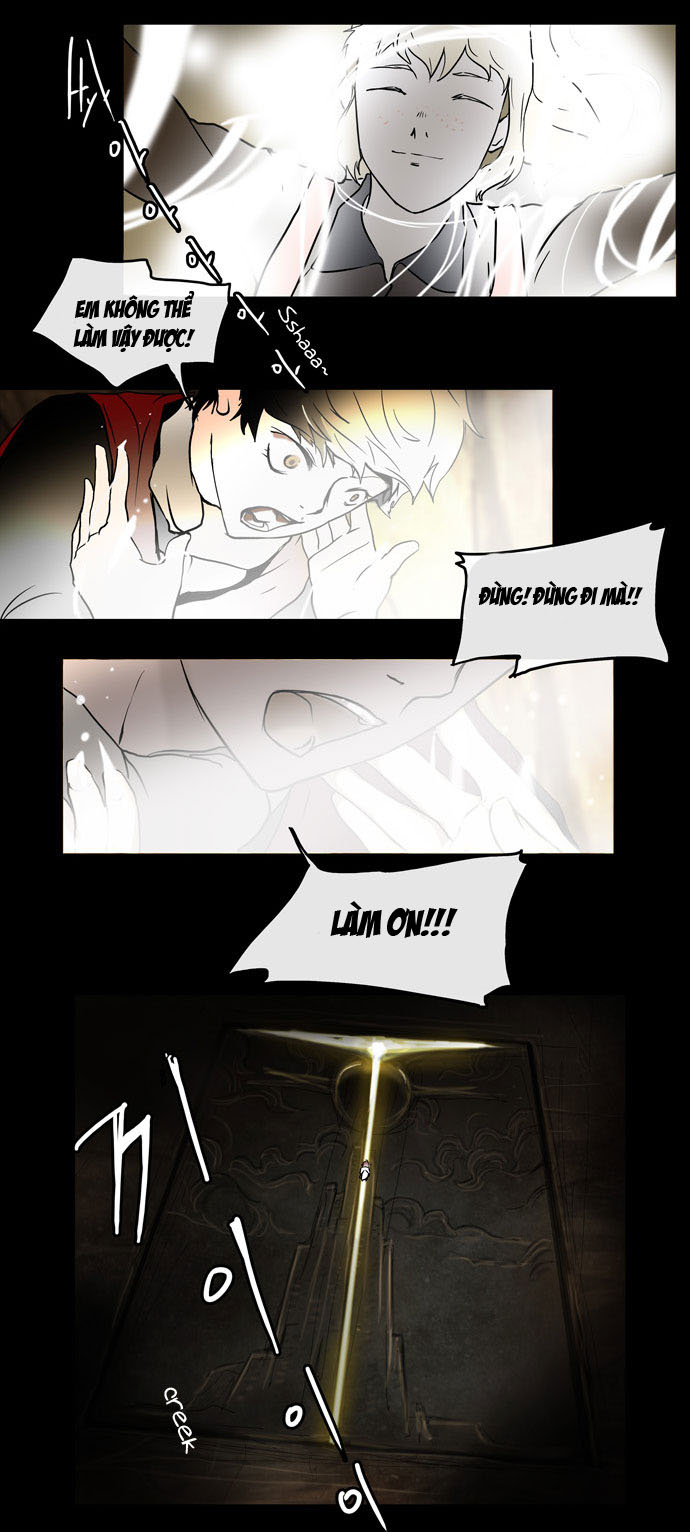 EM KHÔNG THỂ
LÀM VẬY ĐƯỢC!
Sshaaa~
ĐỪNG! ĐỪNG ĐI MÀ!!
LÀM ƠN!!!
creek